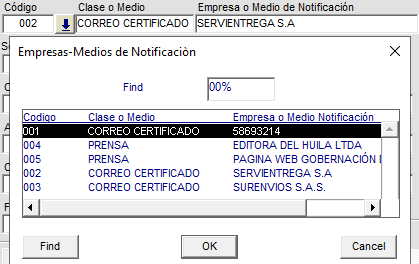 Código Clase o Medio Empresa o Medio de Notificación
002 CORREO CERTIFICADO SERVIENTREGA S.A
Empresas-Medios de Notificaciòn
Find 00%
Codigo Clase o Medio Empresa o Medio Notificación
001 CORREO CERTIFICADO 58693214
004 PRENSA EDITORA DEL HUILA LTDA
005 PRENSA PAGINA WEB GOBERNACIÓN
002 CORREO CERTIFICADO SERVIENTREGA S.A
003 CORREO CERTIFICADO SURENVIOS S.A.S.
Find OK Cancel